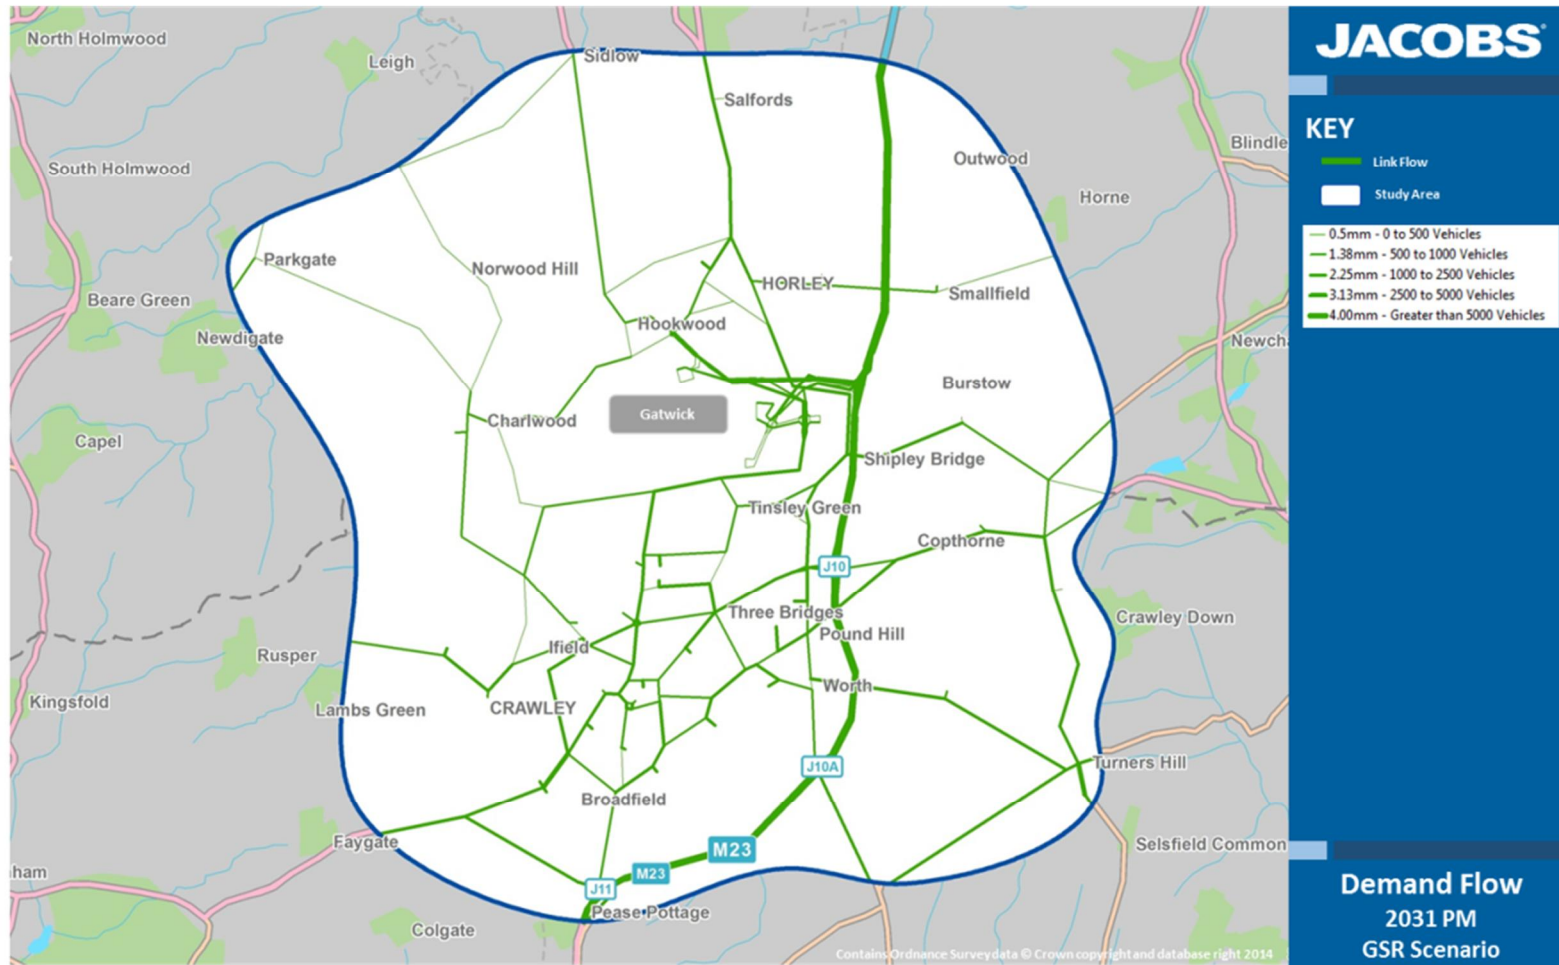 North Holmwood
Leigh
Sidlow
Salfords
South Holmwood
Outwood
Blindle
Horne
Parkgate
Norwood Hill
HORLEY
Beare Green
Smallfield
Newdigate
Hookwood
Newch
Burstow
Charlwood
Gatwick
Capel
Shipley Bridge
Tinsley Green
Copthorne
J10
Three Bridges
Pound Hill
Crawley Down
Ifield
Rusper
Worth
Kingsfold
Lambs Green
CRAWLEY
J10A
Turners Hill
Broadfield
Faygate
M23
Selsfield Common
M23
ham
J11
Pease Pottage
Colgate
Contains Ordnance Survey data © Crown copyright and database right 2014
JACOBS
KEY
Link Flow
Study Area
0.5mm - 0 to 500 Vehicles
1.38mm - 500 to 1000 Vehicles
2.25mm - 1000 to 2500 Vehicles
3.13mm - 2500 to 5000 Vehicles
4.00mm - Greater than 5000 Vehicles
Demand Flow
2031 PM
GSR Scenario